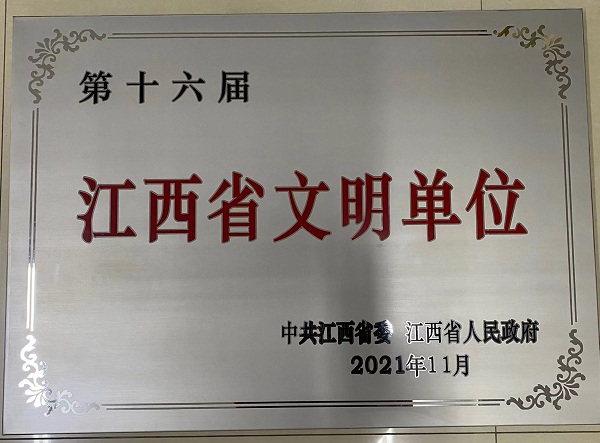 第十六届
江西省文明单位
中共江西省委 江西省人民政府
2021年11月